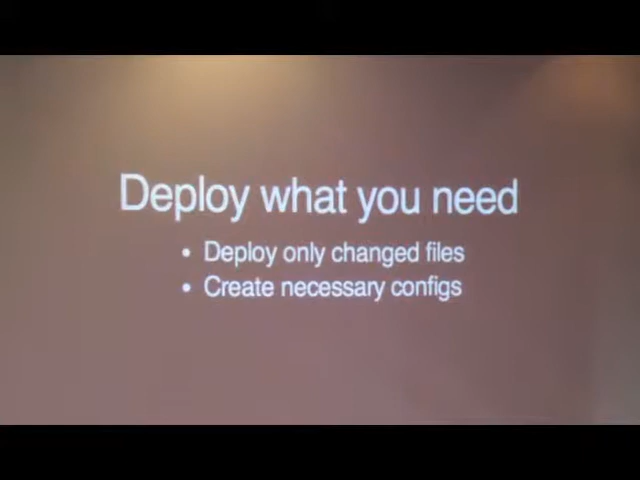 Deploy what you need
• Deploy only changed files
• Create necessary configs